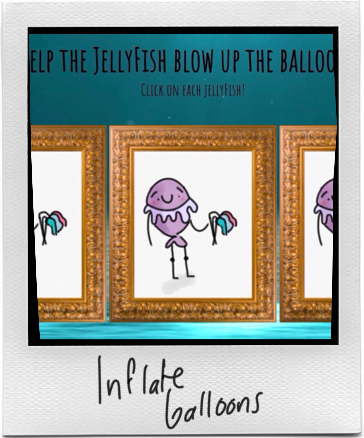 ELP THE JELLYFISH BLOW UP THE BALLOO
CLICK ON EACH JELLYFISH!
Inflate
balloons